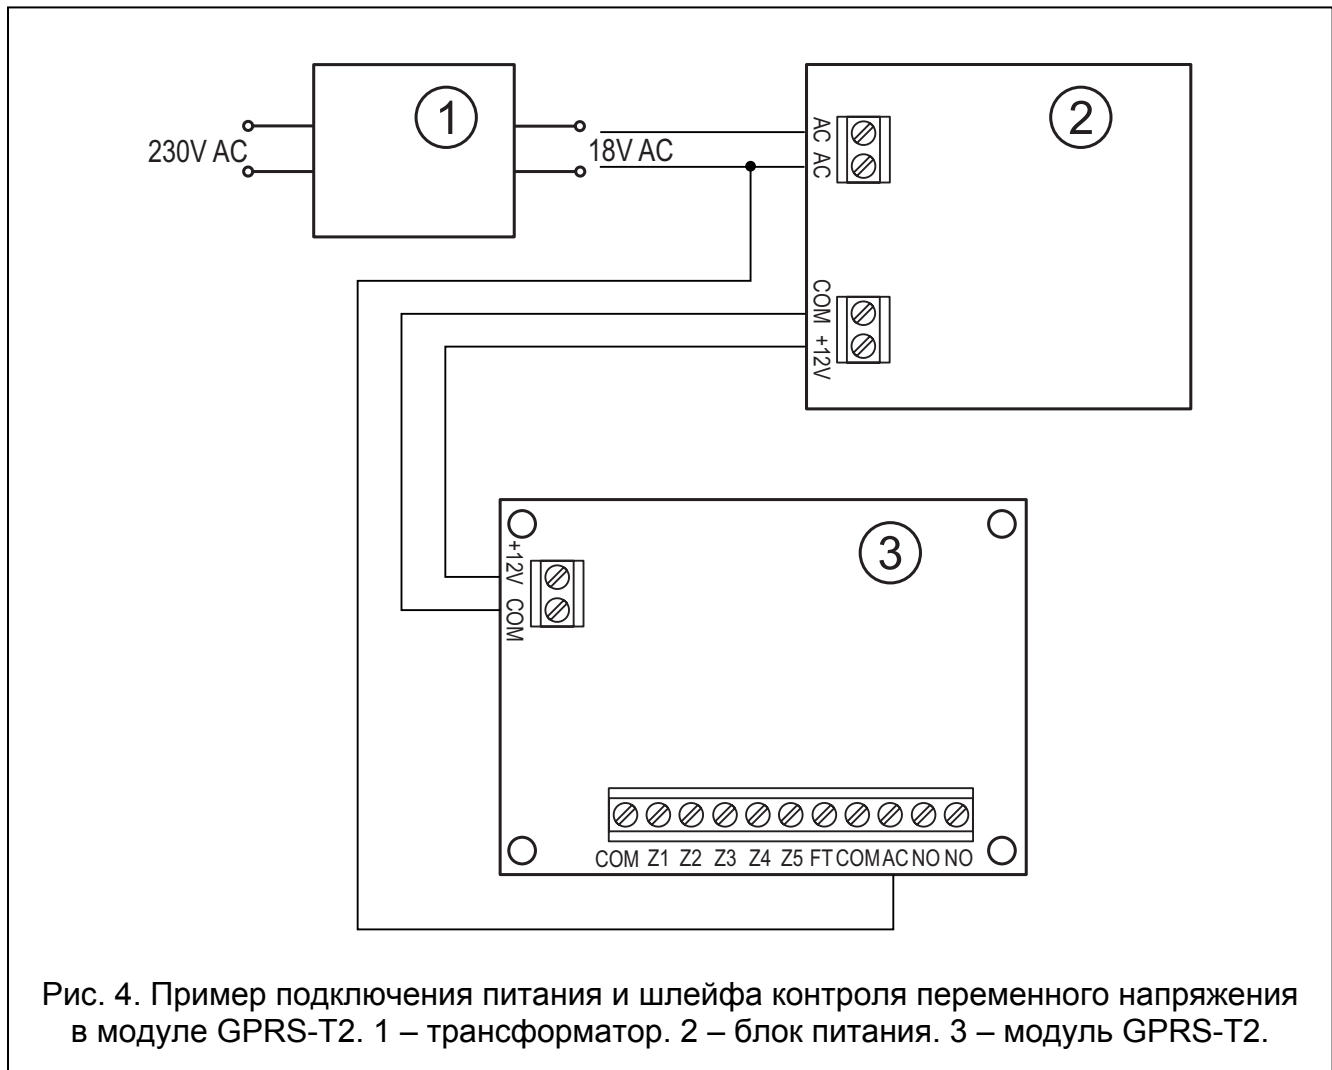 1
2
230V AC
18V AC
AC
AC
COM
+12V
3
+12V
COM
COM Z1 Z2 Z3 Z4 Z5 FT COM AC NO NO
Рис. 4. Пример подключения питания и шлейфа контроля переменного напряжения
в модуле GPRS-T2. 1 – трансформатор. 2 – блок питания. 3 – модуль GPRS-T2.